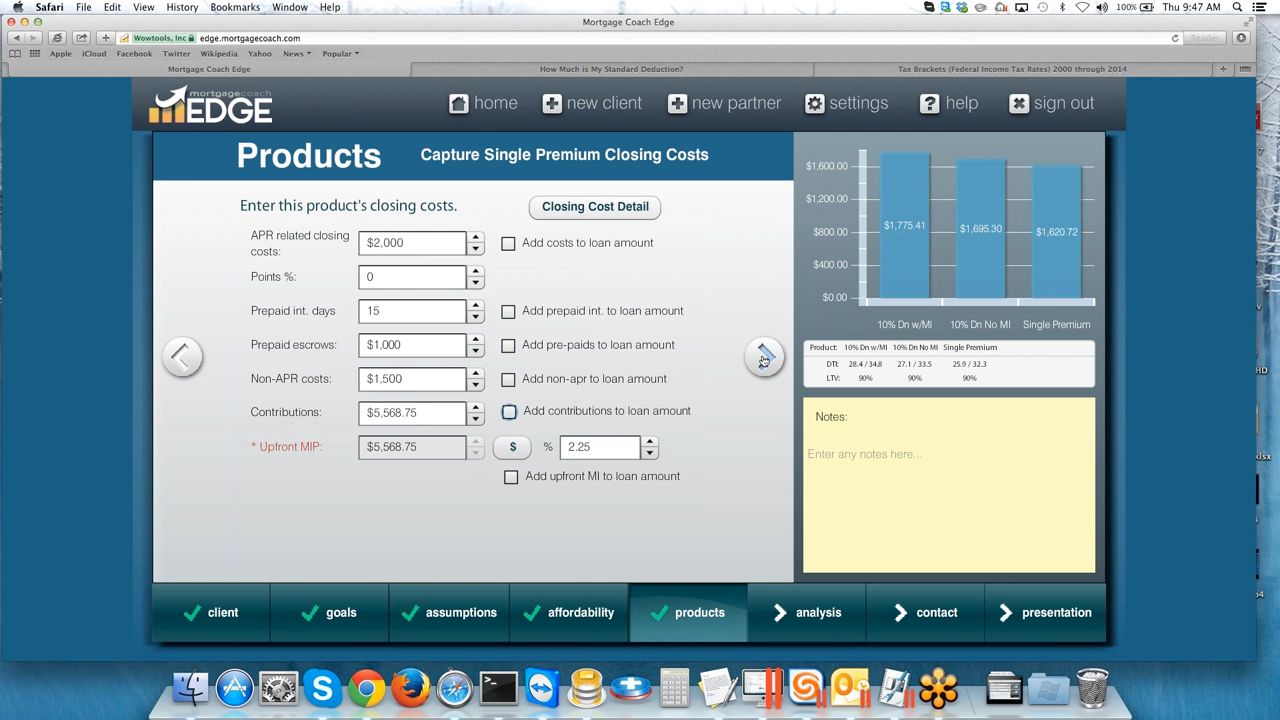 Safari File Edit View History Bookmarks Window Help
100% Thu 9:47 AM
Mortgage Coach Edge
Wowtools, Inc edge.mortgagecoach.com
Reader
Apple iCloud Facebook Twitter Wikipedia Yahoo News Popular
Mortgage Coach Edge
How Much is My Standard Deduction?
Tax Brackets (Federal Income Tax Rates) 2000 through 2014
mortgagecoach
EDGE
home
new client
new partner
settings
help
sign out
Products
Capture Single Premium Closing Costs
Enter this product's closing costs.
Closing Cost Detail
APR related closing
costs:
$2,000
Add costs to loan amount
Points %:
0
Prepaid int. days
15
Add prepaid int. to loan amount
Prepaid escrows:
$1,000
Add pre-paids to loan amount
Non-APR costs:
$1,500
Add non-apr to loan amount
Contributions:
$5,568.75
Add contributions to loan amount
* Upfront MIP:
$5,568.75
$
%
2.25
Add upfront MI to loan amount
$1,600.00
$1,200.00
$800.00
$400.00
$0.00
$1,775.41
$1,695.30
$1,620.72
10% Dn w/MI
10% Dn No MI
Single Premium
Product: 10% Dn w/MI 10% Dn No MI Single Premium
DTI: 28.4 / 34.8 27.1 / 33.5 25.9 / 32.3
LTV: 90% 90% 90%
Notes:
Enter any notes here...
client
goals
assumptions
affordability
products
analysis
contact
presentation
HD
xlsx
p4